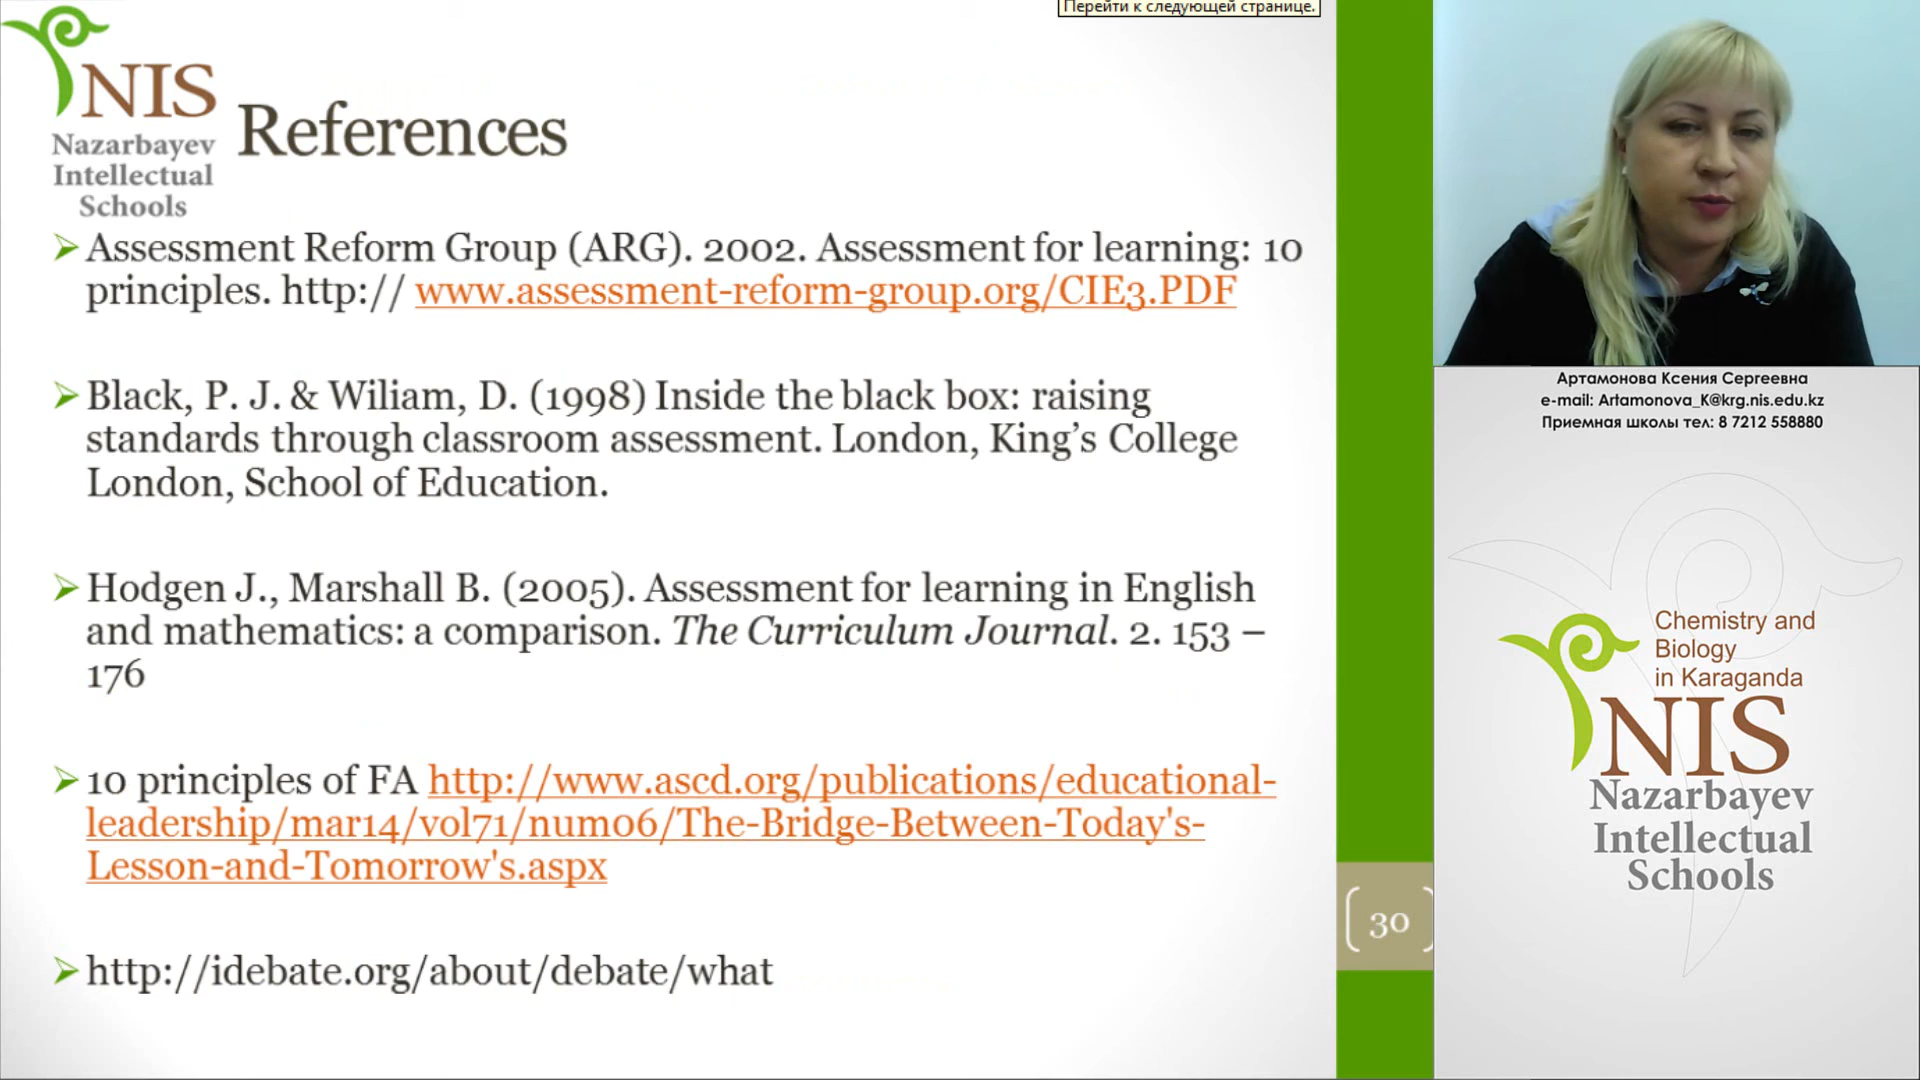 Перейти к следующей странице.
NIS
Nazarbayev
Intellectual
Schools
References
Assessment Reform Group (ARG). 2002. Assessment for learning: 10
principles. http:// www.assessment-reform-group.org/CIE3.PDF
Black, P. J. & Wiliam, D. (1998) Inside the black box: raising
standards through classroom assessment. London, King’s College
London, School of Education.
Hodgen J., Marshall B. (2005). Assessment for learning in English
and mathematics: a comparison. The Curriculum Journal. 2. 153 –
176
10 principles of FA http://www.ascd.org/publications/educational-
leadership/mar14/vol71/num06/The-Bridge-Between-Today's-
Lesson-and-Tomorrow's.aspx
http://idebate.org/about/debate/what
30
Артамонова Ксения Сергеевна
e-mail: Artamonova_K@krg.nis.edu.kz
Приемная школы тел: 8 7212 558880
Chemistry and
Biology
in Karaganda
NIS
Nazarbayev
Intellectual
Schools